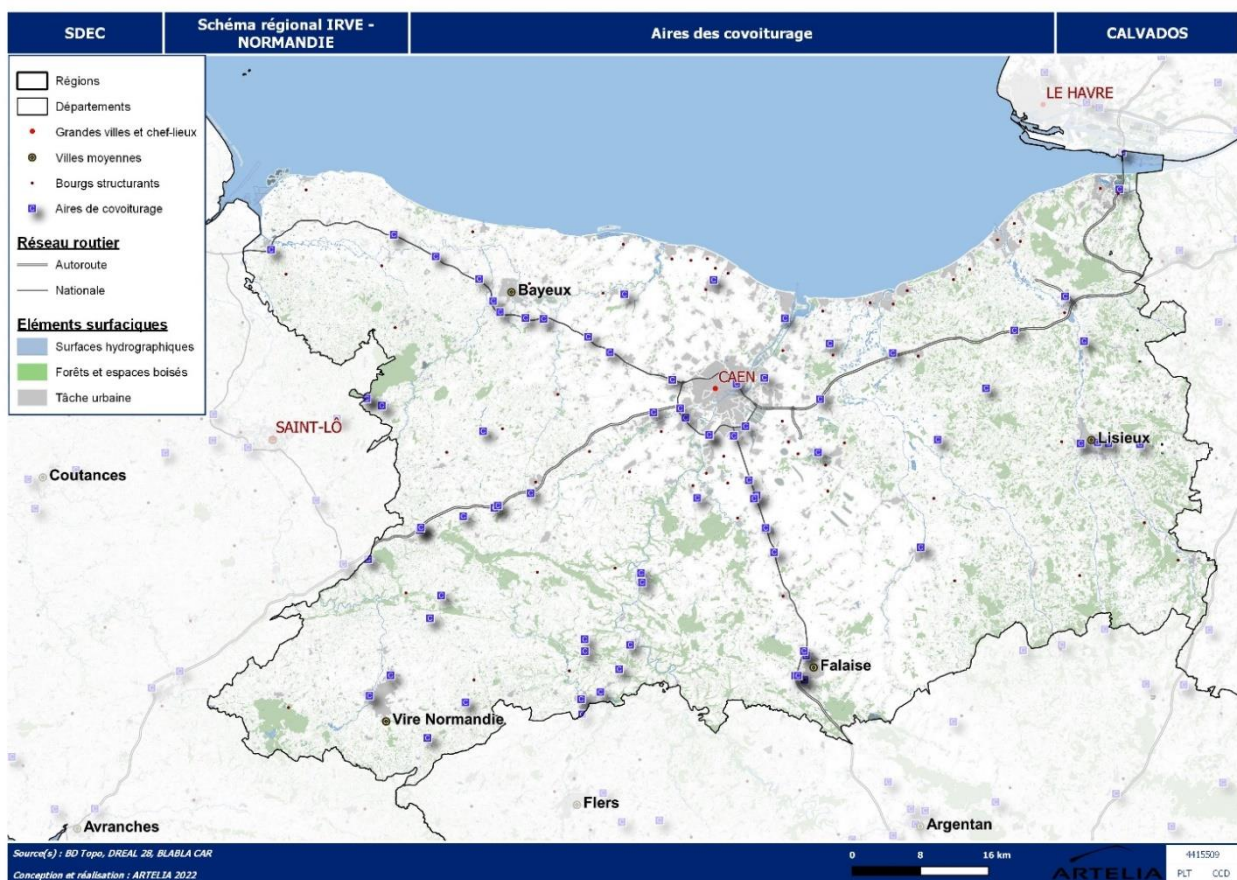 SDEC
Schéma régional IRVE -
NORMANDIE
Aires des covoiturage
CALVADOS
Régions
Départements
Grandes villes et chef-lieux
Villes moyennes
Bourgs structurants
Aires de covoiturage
Réseau routier
Autoroute
Nationale
Eléments surfaciques
Surfaces hydrographiques
Forêts et espaces boisés
Tâche urbaine
LE HAVRE
Bayeux
CAEN
SAINT-LÔ
Lisieux
Coutances
Falaise
Vire Normandie
Flers
Avranches
Argentan
Source(s) : BD Topo, DREAL 28, BLABLA CAR
Conception et réalisation : ARTELIA 2022
0 8 16 km
ARTELIA
4415509
PLT CCD